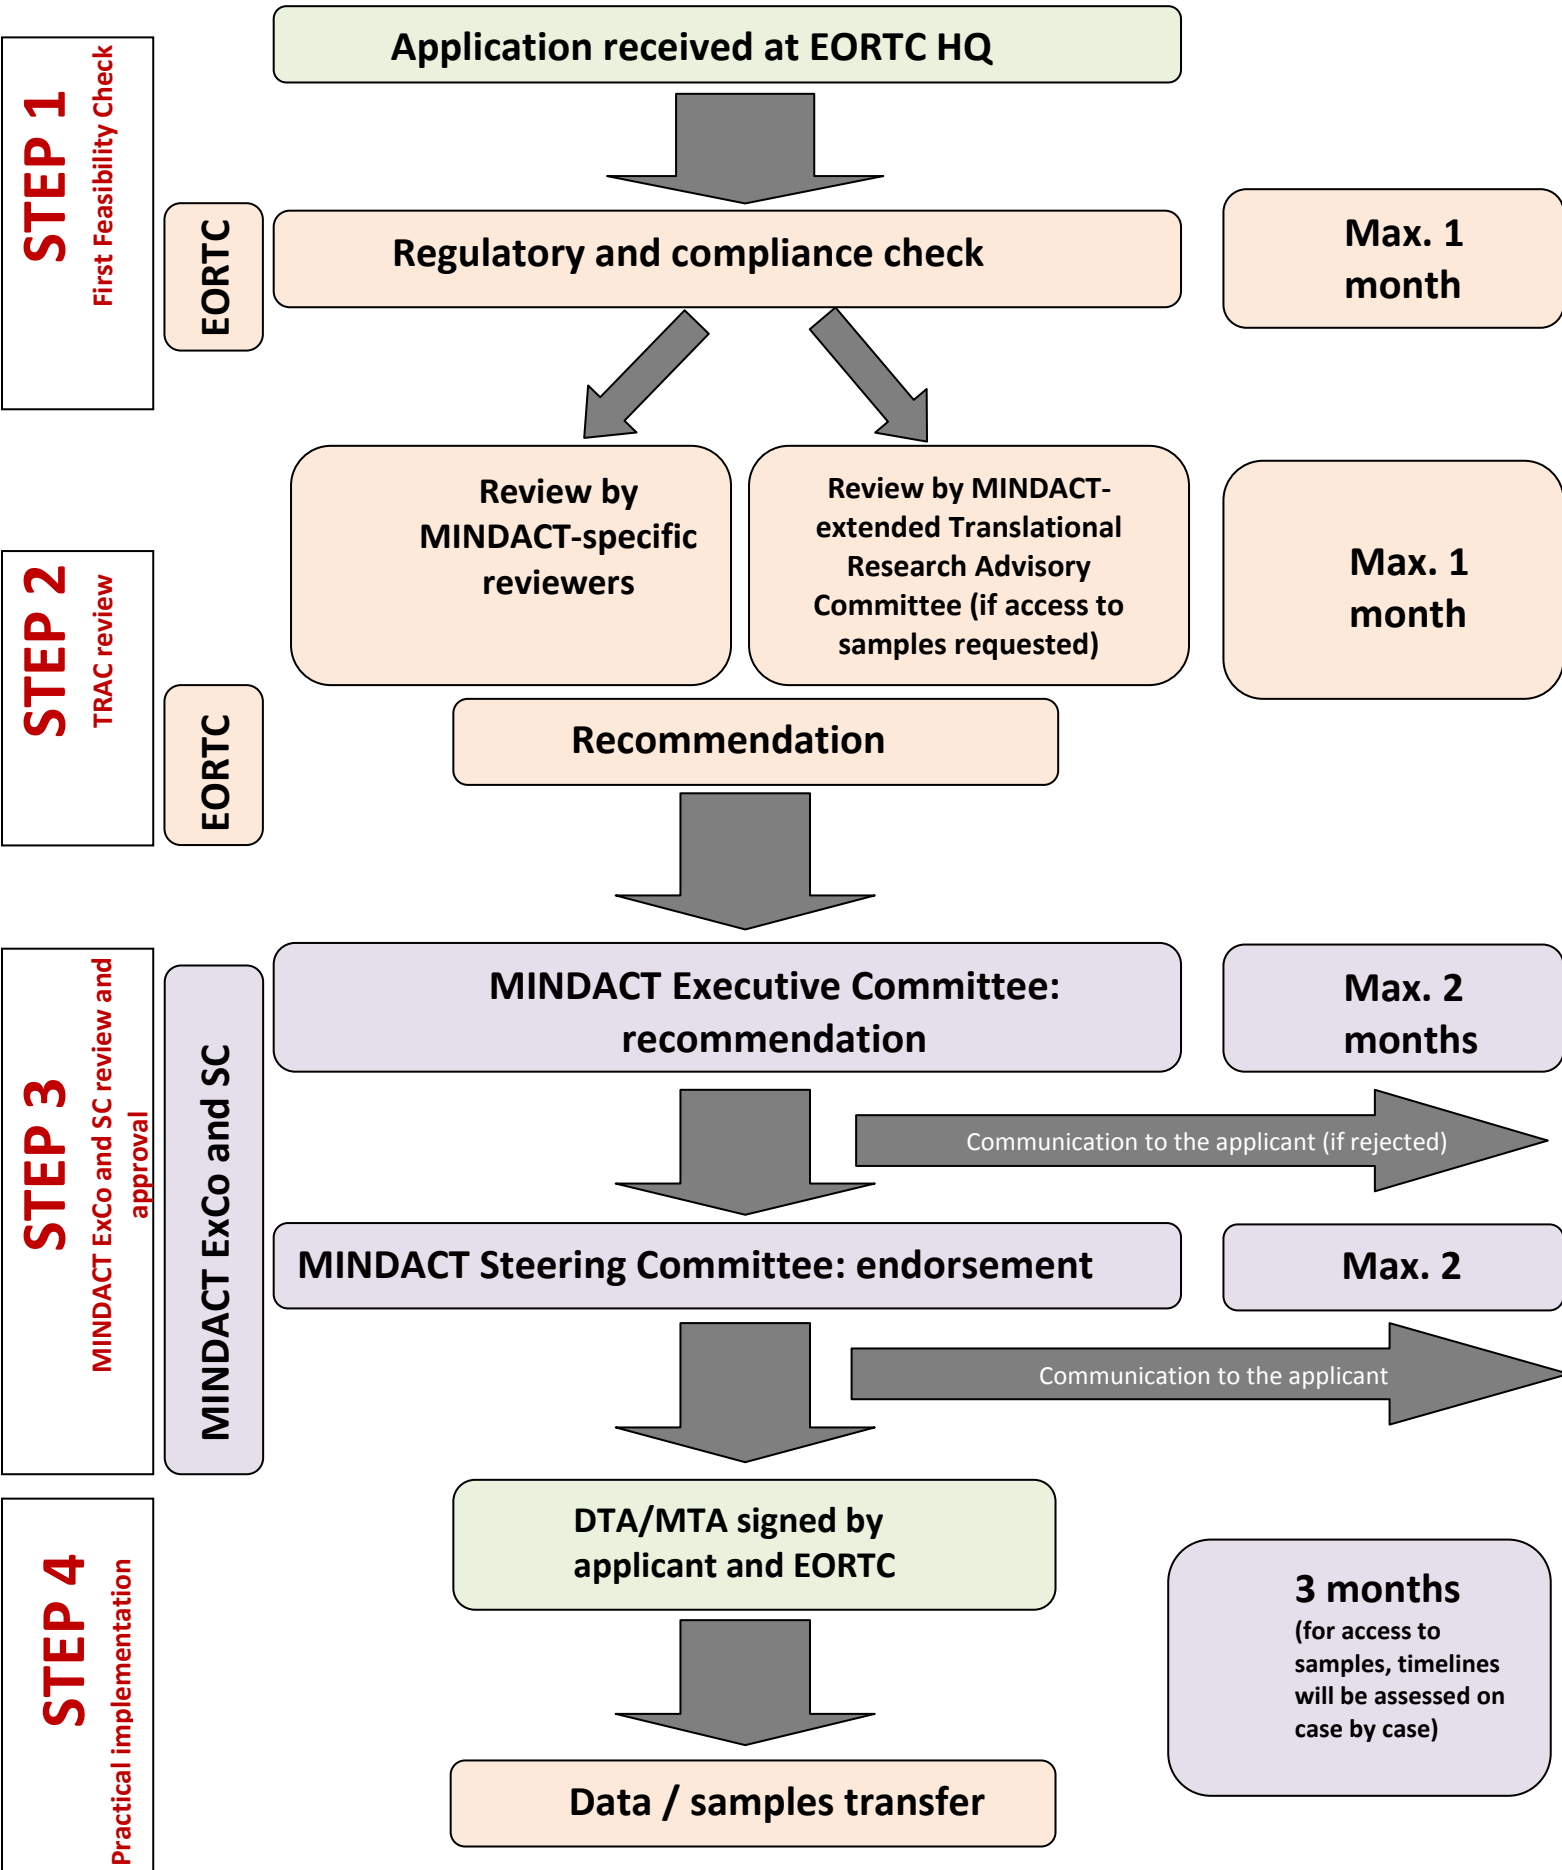 Application received at EORTC HQ
STEP 1
First Feasibility Check
EORTC
Regulatory and compliance check
Max. 1
month
Review by
MINDACT-specific
reviewers
Review by MINDACT-
extended Translational
Research Advisory
Committee (if access to
samples requested)
Max. 1
month
STEP 2
TRAC review
EORTC
Recommendation
STEP 3
MINDACT ExCo and SC review and
approval
MINDACT ExCo and SC
MINDACT Executive Committee:
recommendation
Max. 2
months
Communication to the applicant (if rejected)
MINDACT Steering Committee: endorsement
Max. 2
Communication to the applicant
STEP 4
Practical implementation
DTA/MTA signed by
applicant and EORTC
3 months
(for access to
samples, timelines
will be assessed on
case by case)
Data / samples transfer